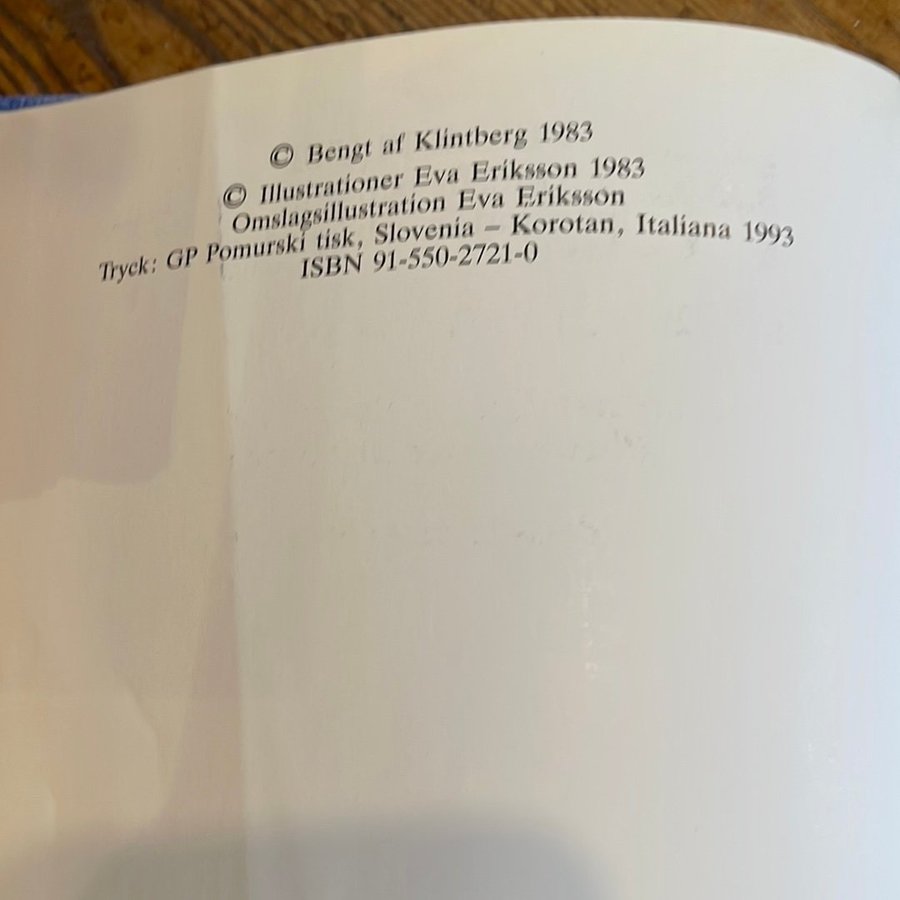 © Bengt af Klintberg 1983
© Illustrationer Eva Eriksson 1983
Omslagsillustration Eva Eriksson
Tryck: GP Pomurski tisk, Slovenia – Korotan, Italiana 1993
ISBN 91-550-2721-0